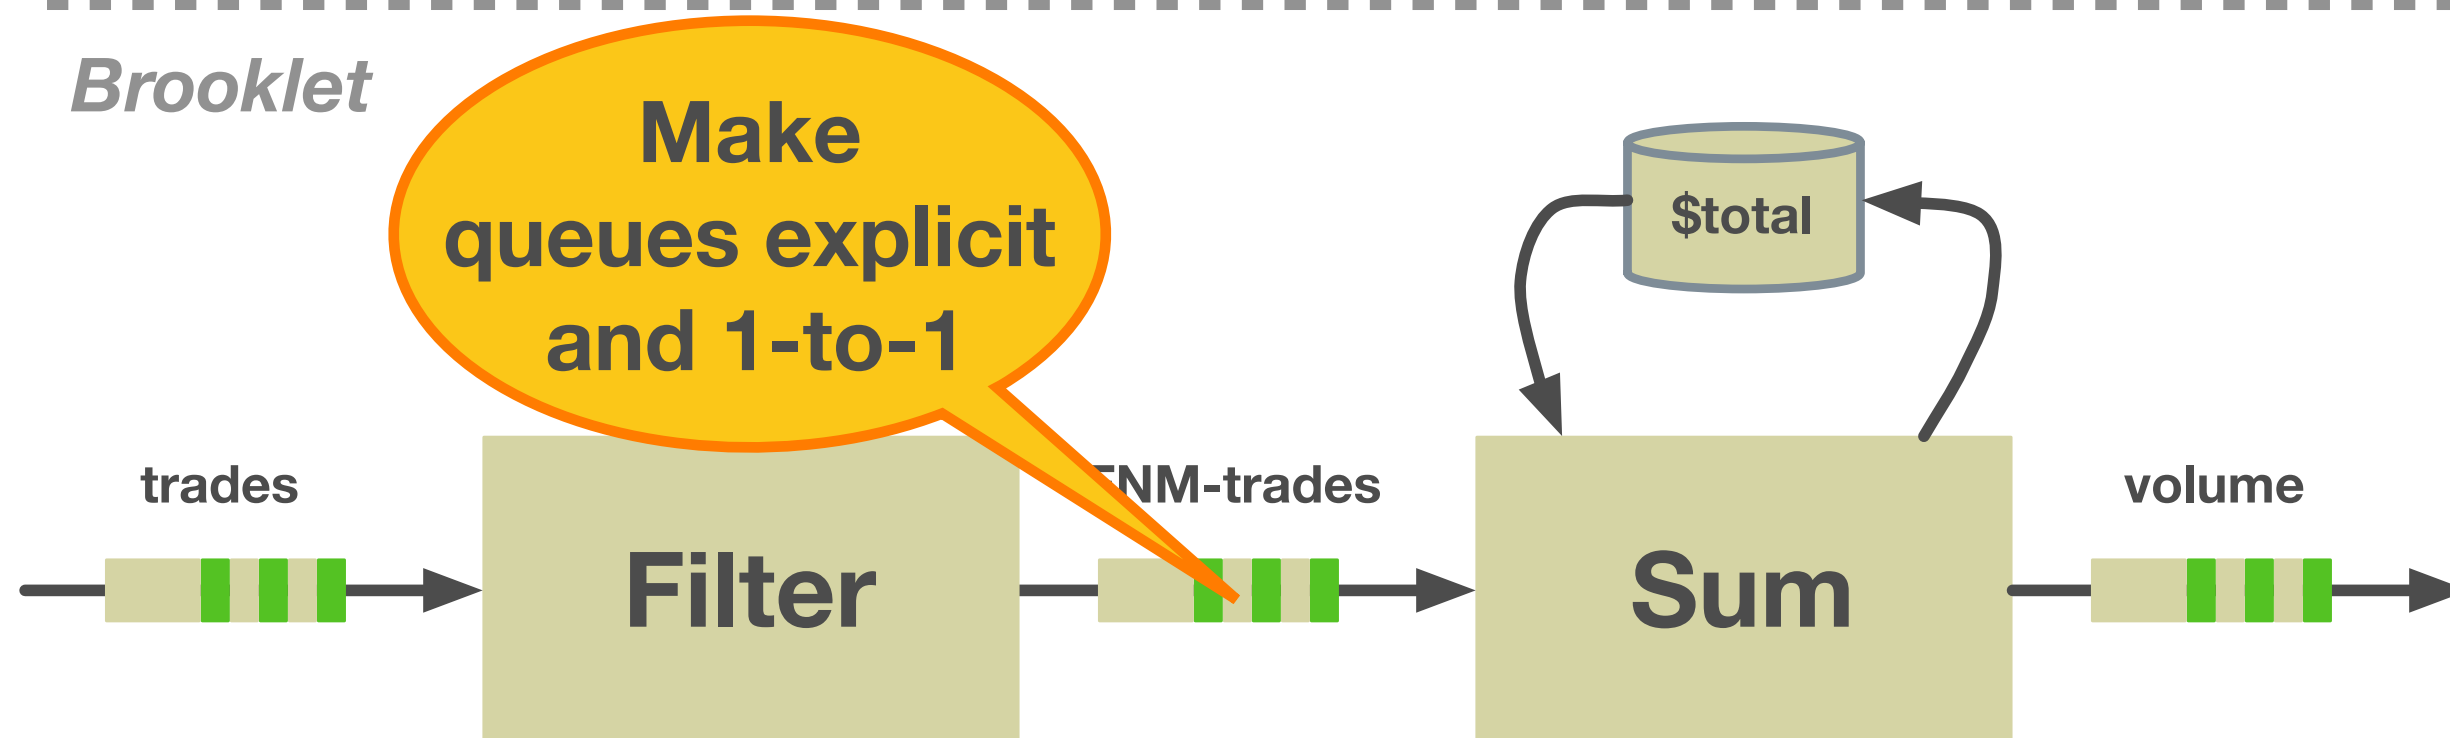 Brooklet
Make
queues explicit
and 1-to-1
$total
trades
NM-trades
volume
Filter
Sum